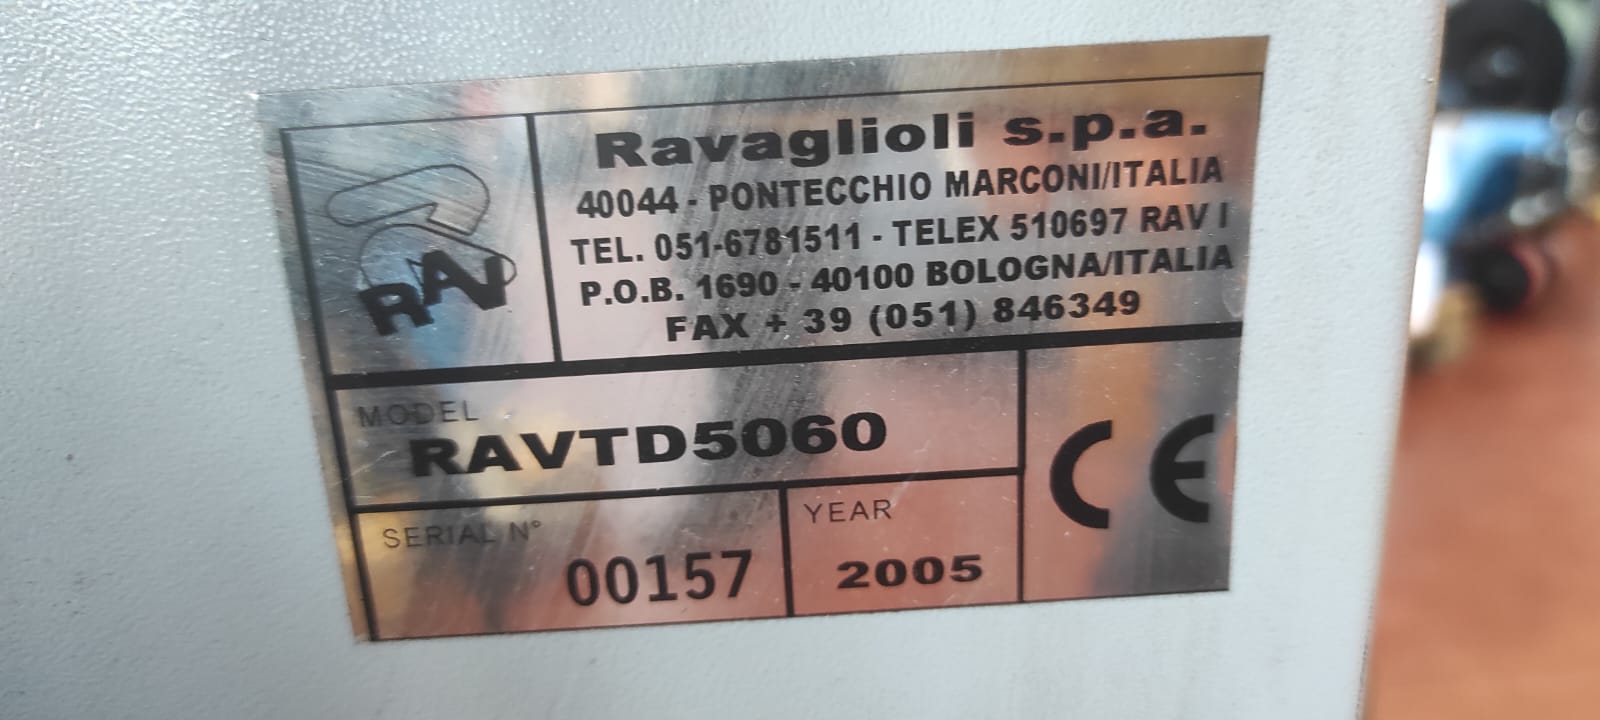 Ravaglioli s.p.a.
40044 - PONTECCHIO MARCONI/ITALIA
TEL. 051-6781511 - TELEX 510697 RAV I
P.O.B. 1690 - 40100 BOLOGNA/ITALIA
FAX + 39 (051) 846349
RAV
MODEL
RAVTD5060
CE
SERIAL N°
00157
YEAR
2005